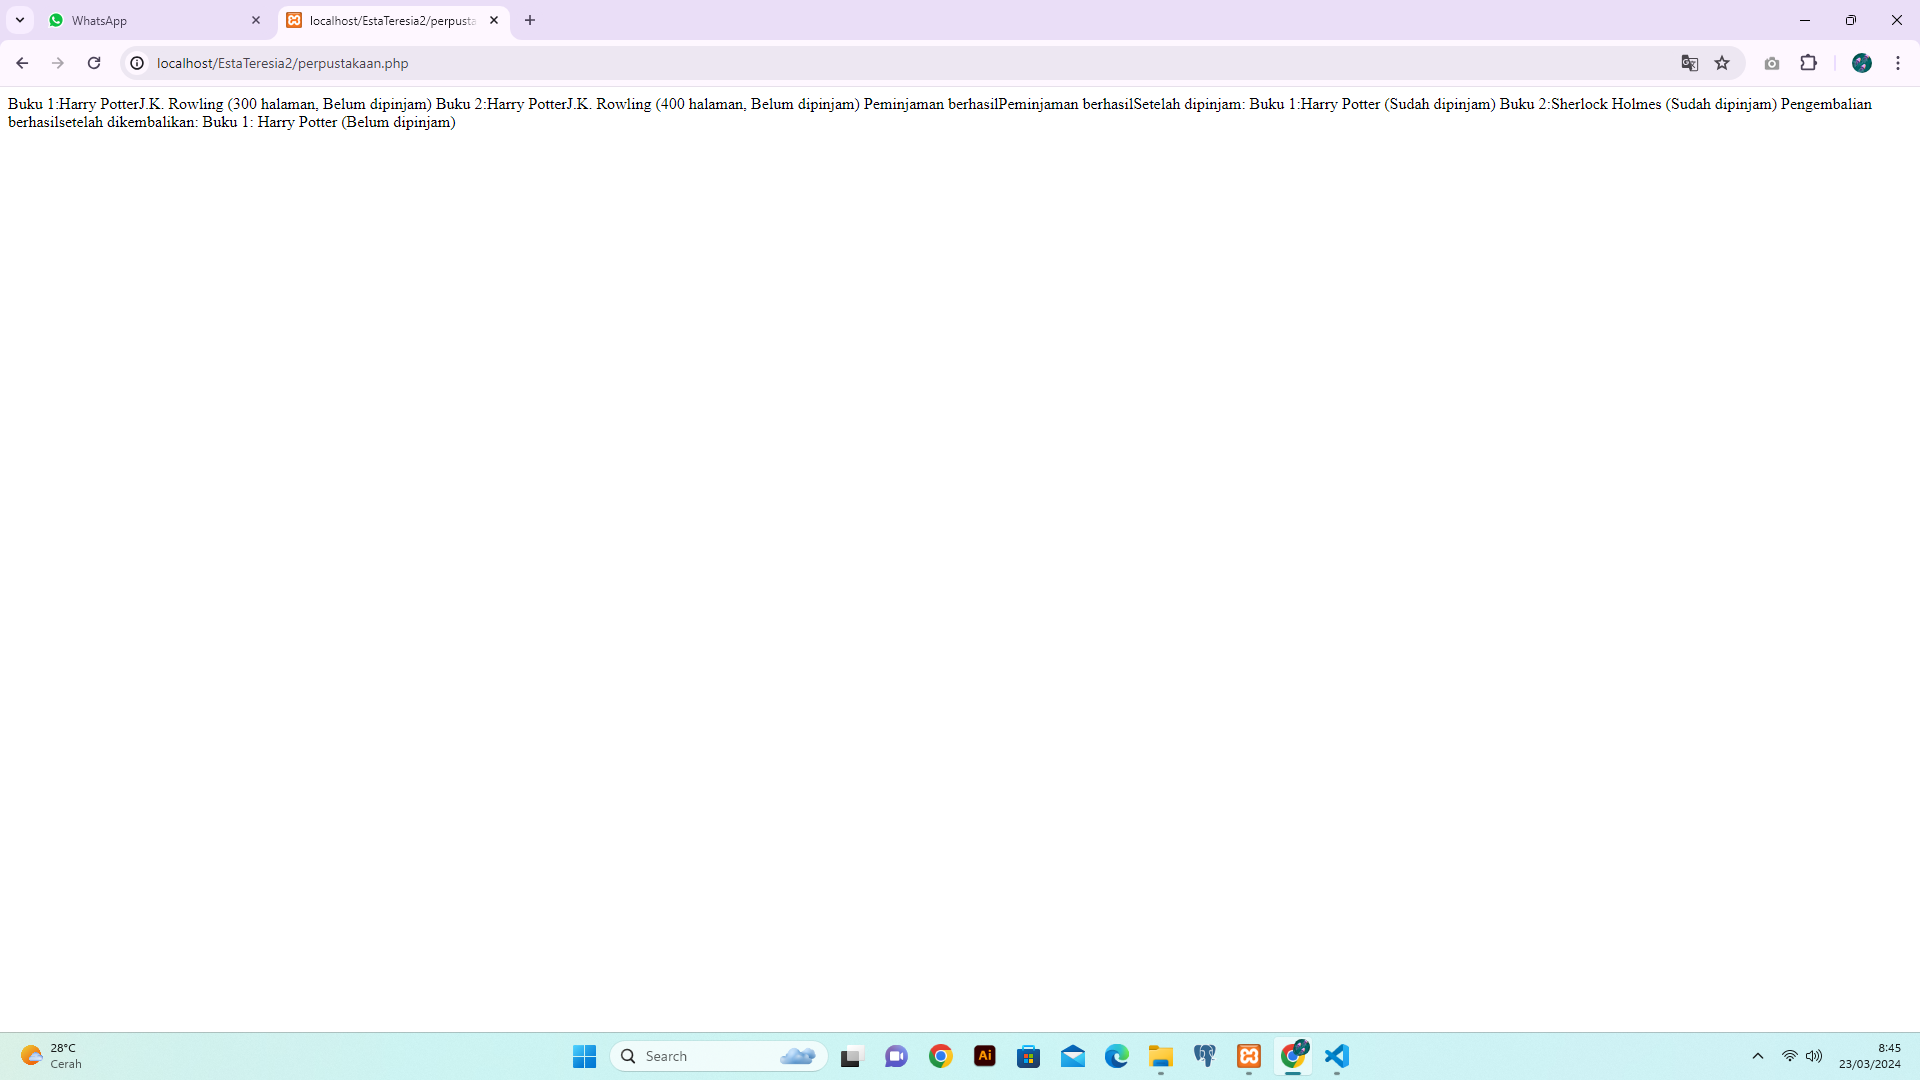 WhatsApp
localhost/EstaTeresia2/perpusta
localhost/EstaTeresia2/perpustakaan.php
Buku 1:Harry PotterJ.K. Rowling (300 halaman, Belum dipinjam) Buku 2:Harry PotterJ.K. Rowling (400 halaman, Belum dipinjam) Peminjaman berhasilPeminjaman berhasilSetelah dipinjam: Buku 1:Harry Potter (Sudah dipinjam) Buku 2:Sherlock Holmes (Sudah dipinjam) Pengembalian
berhasilsetelah dikembalikan: Buku 1: Harry Potter (Belum dipinjam)
28°C
Cerah
Search
Ai
8:45
23/03/2024